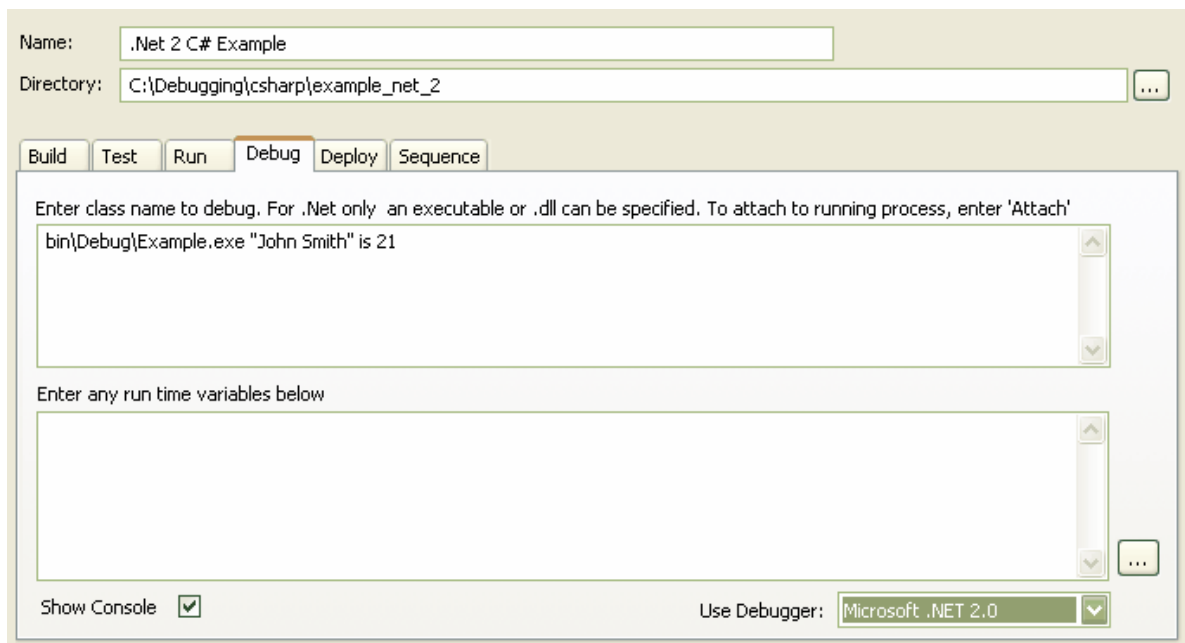 Name: .Net 2 C# Example
Directory: C:\Debugging\csharp\example_net_2 ...
Build Test Run Debug Deploy Sequence
Enter class name to debug. For .Net only an executable or .dll can be specified. To attach to running process, enter 'Attach'
bin\Debug\Example.exe "John Smith" is 21
Enter any run time variables below
...
Show Console Use Debugger: Microsoft .NET 2.0